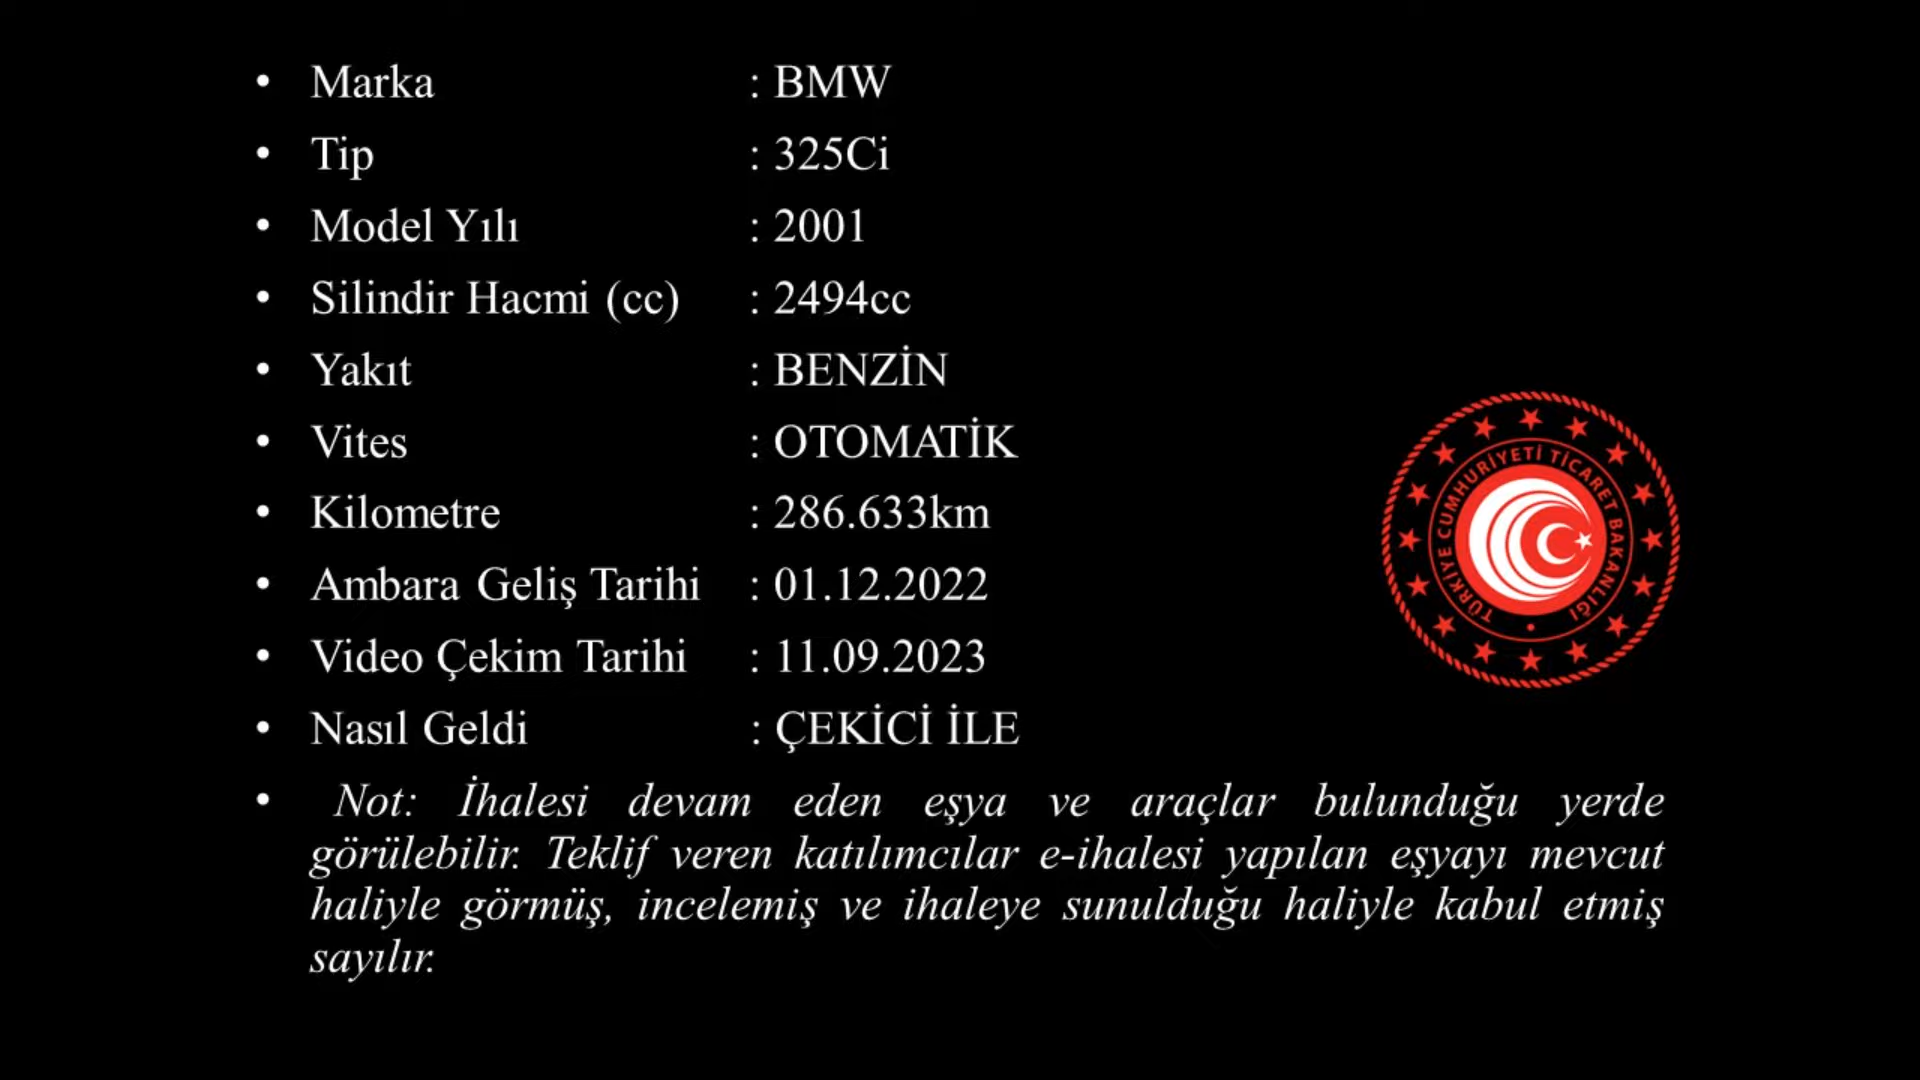 • Marka : BMW
• Tip : 325Ci
• Model Yılı : 2001
• Silindir Hacmi (cc) : 2494cc
• Yakıt : BENZİN
• Vites : OTOMATİK
• Kilometre : 286.633km
• Ambara Geliş Tarihi : 01.12.2022
• Video Çekim Tarihi : 11.09.2023
• Nasıl Geldi : ÇEKİCİ İLE
• Not: İhalesi devam eden eşya ve araçlar bulunduğu yerde
görülebilir. Teklif veren katılımcılar e-ihalesi yapılan eşyayı mevcut
haliyle görmüş, incelemiş ve ihaleye sunulduğu haliyle kabul etmiş
sayılır.
TÜRKİYE CUMHURİYETİ TİCARET BAKANLIĞI